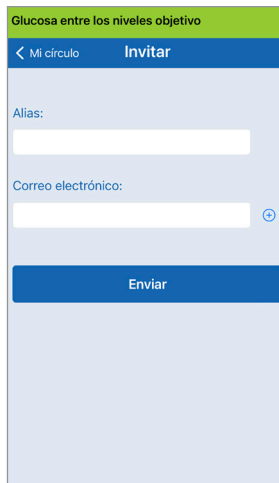 Glucosa entre los niveles objetivo
Mi círculo Invitar
Alias:
Correo electrónico:
Enviar